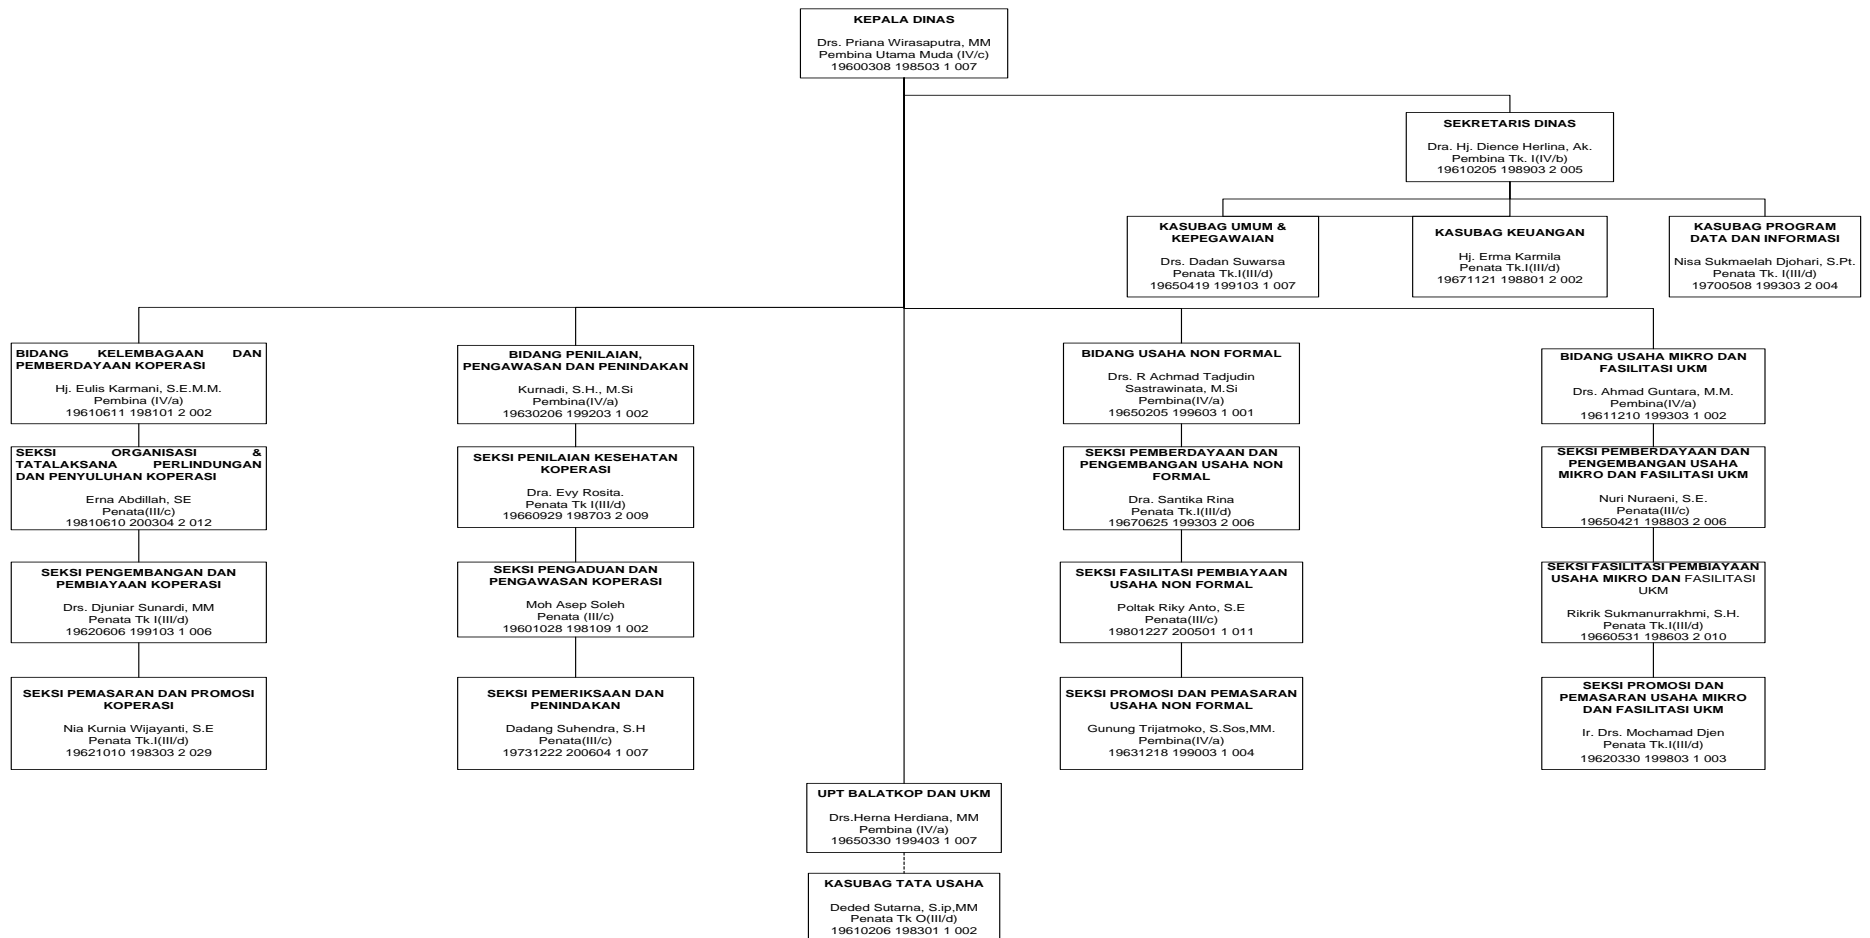 KEPALA DINAS
Drs. Priana Wirasaputra, MM
Pembina Utama Muda (IV/c)
19600308 198503 1 007
SEKRETARIS DINAS
Dra. Hj. Dience Herlina, Ak.
Pembina Tk. I(IV/b)
19610205 198903 2 005
KASUBAG UMUM &
KEPEGAWAIAN
Drs. Dadan Suwarsa
Penata Tk.I(III/d)
19650419 199103 1 007
KASUBAG KEUANGAN
Hj. Erma Karmila
Penata Tk.I(III/d)
19671121 198801 2 002
KASUBAG PROGRAM
DATA DAN INFORMASI
Nisa Sukmaelah Djohari, S.Pt.
Penata Tk. I(III/d)
19700508 199303 2 004
BIDANG KELEMBAGAAN DAN
PEMBERDAYAAN KOPERASI
Hj. Eulis Karmani, S.E.M.M.
Pembina (IV/a)
19610611 198101 2 002
SEKSI ORGANISASI &
TATALAKSANA PERLINDUNGAN
DAN PENYULUHAN KOPERASI
Erna Abdillah, SE
Penata(III/c)
19810610 200304 2 012
SEKSI PENGEMBANGAN DAN
PEMBIAYAAN KOPERASI
Drs. Djuniar Sunardi, MM
Penata Tk I(III/d)
19620606 199103 1 006
SEKSI PEMASARAN DAN PROMOSI
KOPERASI
Nia Kurnia Wijayanti, S.E
Penata Tk.I(III/d)
19621010 198303 2 029
BIDANG PENILAIAN,
PENGAWASAN DAN PENINDAKAN
Kurnadi, S.H., M.Si
Pembina(IV/a)
19630206 199203 1 002
SEKSI PENILAIAN KESEHATAN
KOPERASI
Dra. Evy Rosita.
Penata Tk I(III/d)
19660929 198703 2 009
SEKSI PENGADUAN DAN
PENGAWASAN KOPERASI
Moh Asep Soleh
Penata (III/c)
19601028 198109 1 002
SEKSI PEMERIKSAAN DAN
PENINDAKAN
Dadang Suhendra, S.H
Penata(III/c)
19731222 200604 1 007
BIDANG USAHA NON FORMAL
Drs. R Achmad Tadjudin
Sastrawinata, M.Si
Pembina(IV/a)
19650205 199603 1 001
SEKSI PEMBERDAYAAN DAN
PENGEMBANGAN USAHA NON
FORMAL
Dra. Santika Rina
Penata Tk.I(III/d)
19670625 199303 2 006
SEKSI FASILITASI PEMBIAYAAN
USAHA NON FORMAL
Poltak Riky Anto, S.E
Penata(III/c)
19801227 200501 1 011
SEKSI PROMOSI DAN PEMASARAN
USAHA NON FORMAL
Gunung Trijatmoko, S.Sos,MM.
Pembina(IV/a)
19631218 199003 1 004
BIDANG USAHA MIKRO DAN
FASILITASI UKM
Drs. Ahmad Guntara, M.M.
Pembina(IV/a)
19611210 199303 1 002
SEKSI PEMBERDAYAAN DAN
PENGEMBANGAN USAHA
MIKRO DAN FASILITASI UKM
Nuri Nuraeni, S.E.
Penata(III/c)
19650421 198803 2 006
SEKSI FASILITASI PEMBIAYAAN
USAHA MIKRO DAN FASILITASI
UKM
Rikrik Sukmanurrakhmi, S.H.
Penata Tk.I(III/d)
19660531 198603 2 010
SEKSI PROMOSI DAN
PEMASARAN USAHA MIKRO
DAN FASILITASI UKM
Ir. Drs. Mochamad Djen
Penata Tk.I(III/d)
19620330 199803 1 003
UPT BALATKOP DAN UKM
Drs.Herna Herdiana, MM
Pembina (IV/a)
19650330 199403 1 007
KASUBAG TATA USAHA
Deded Sutarna, S.ip,MM
Penata Tk O(III/d)
19610206 198301 1 002